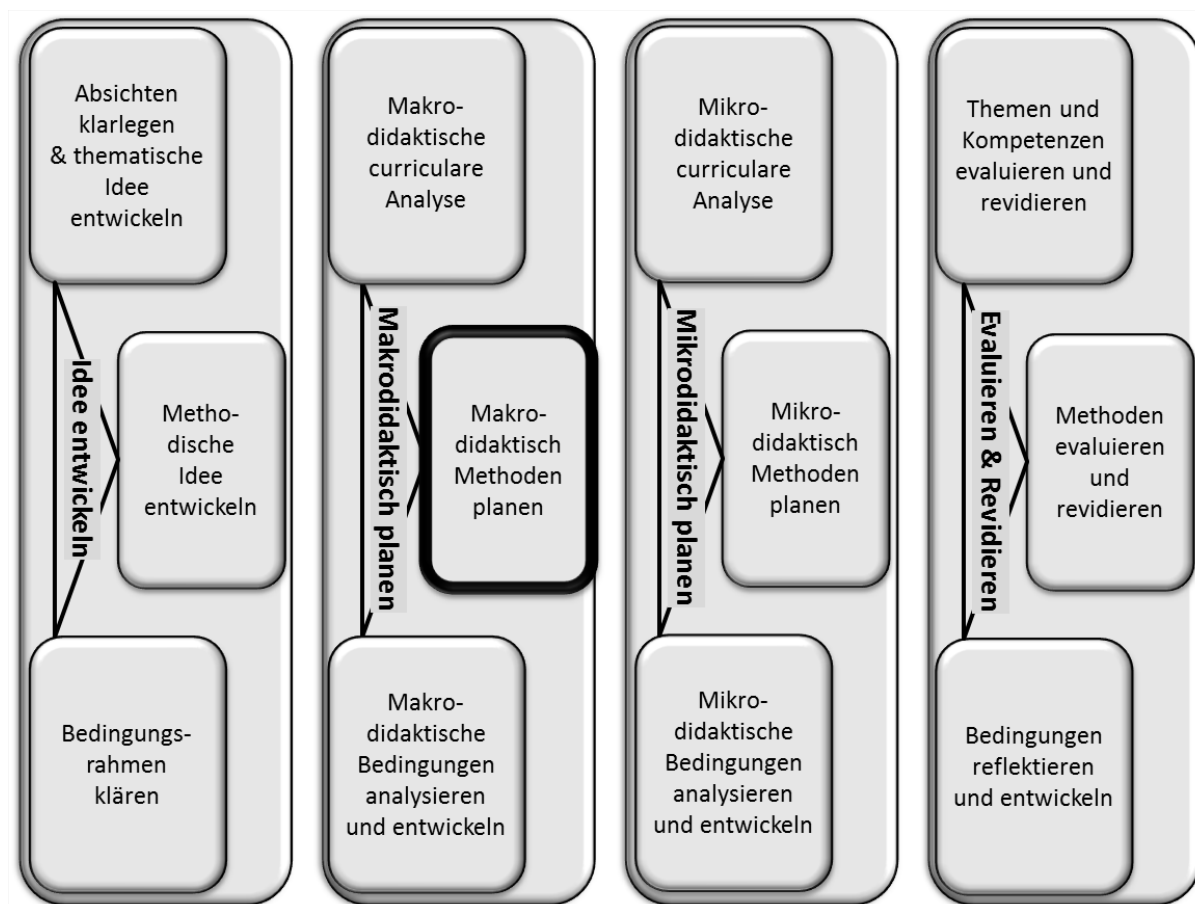 Absichten
klarlegen
& thematische
Idee
entwickeln
Idee entwickeln
Metho-
dische
Idee
entwickeln
Bedingungs-
rahmen
klären
Makro-
didaktische
curriculare
Analyse
Makrodidaktisch planen
Makro-
didaktisch
Methoden
planen
Makro-
didaktische
Bedingungen
analysieren
und entwickeln
Mikro-
didaktische
curriculare
Analyse
Mikrodidaktisch planen
Mikro-
didaktisch
Methoden
planen
Mikro-
didaktische
Bedingungen
analysieren
und entwickeln
Themen und
Kompetenzen
evaluieren und
revidieren
Evaluieren & Revidieren
Methoden
evaluieren
und
revidieren
Bedingungen
reflektieren
und entwickeln